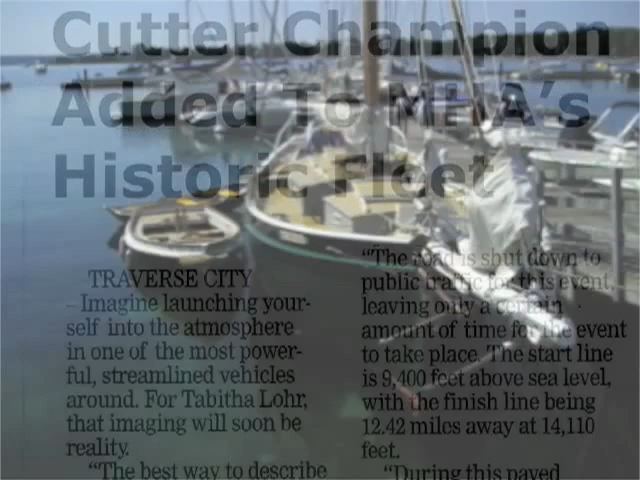 Cutter Champion
Added To MLA's
Historic Fleet
TRAVERSE CITY
– Imagine launching your-
self into the atmosphere
in one of the most power-
ful, streamlined vehicles
around. For Tabitha Lohr,
that imaging will soon be
reality.
“The best way to describe
“The road is shut down to
public traffic for this event,
leaving only a certain
amount of time for the event
to take place. The start line
is 9,400 feet above sea level,
with the finish line being
12.42 miles away at 14,110
feet.
“During this paved